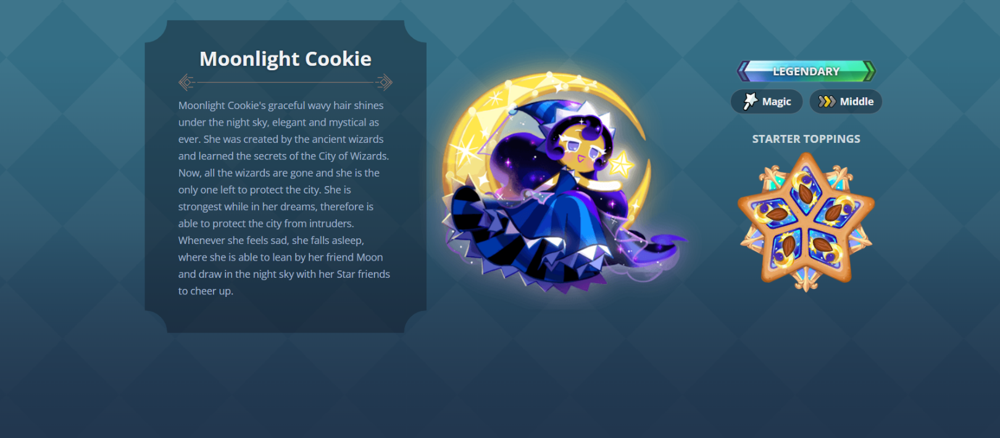 Moonlight Cookie
Moonlight Cookie's graceful wavy hair shines
under the night sky, elegant and mystical as
ever. She was created by the ancient wizards
and learned the secrets of the City of Wizards.
Now, all the wizards are gone and she is the
only one left to protect the city. She is
strongest while in her dreams, therefore is
able to protect the city from intruders.
Whenever she feels sad, she falls asleep,
where she is able to lean by her friend Moon
and draw in the night sky with her Star friends
to cheer up.
LEGENDARY
Magic
Middle
STARTER TOPPINGS